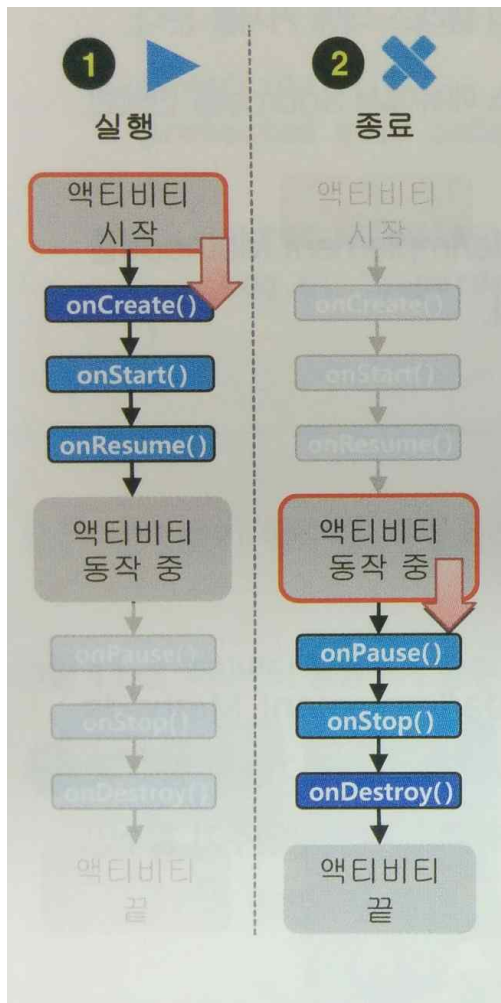 1
실행
액티비티
시작
onCreate()
onStart()
onResume()
액티비티
동작 중
onPause()
onStop()
onDestroy()
액티비티
끝
2
종료
액티비티
시작
onCreate()
onStart()
onResume()
액티비티
동작 중
onPause()
onStop()
onDestroy()
액티비티
끝